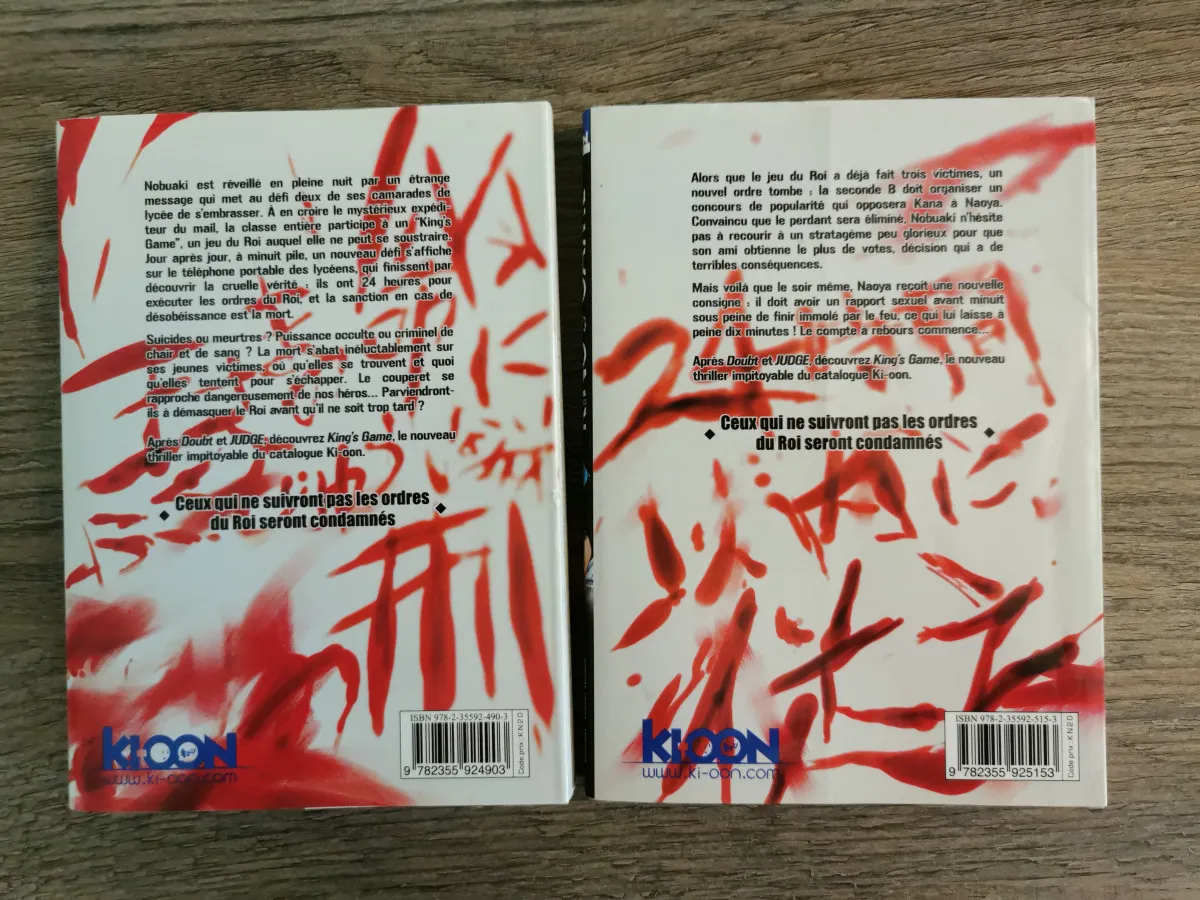 Nobuaki est réveillé en pleine nuit par un étrange
message qui met au défi deux de ses camarades de
lycée de s'embrasser. À en croire le mystérieux expédi-
teur du mail, la classe entière participe à un "King's
Game", un jeu du Roi auquel elle ne peut se soustraire.
Jour après jour, à minuit pile, un nouveau défi s'affiche
sur le téléphone portable des lycéens, qui finissent par
découvrir la cruelle vérité : ils ont 24 heures pour
exécuter les ordres du Roi, et la sanction en cas de
désobéissance est la mort.
Suicides ou meurtres ? Puissance occulte ou criminel de
chair et de sang ? La mort s'abat inéluctablement sur
ses jeunes victimes, où qu'elles se trouvent et quoi
qu'elles tentent pour s'échapper. Le couperet se
rapproche dangereusement de nos héros... Parviendront-
ils à démasquer le Roi avant qu'il ne soit trop tard ?
Après Doubt et JUDGE, découvrez King's Game, le nouveau
thriller impitoyable du catalogue Ki-oon.
Ceux qui ne suivront pas les ordres
du Roi seront condamnés
刑
KI-OON
www.ki-oon.com
ISBN 978-2-35592-490-3
9 782355 924903
Code prix : KN20
Alors que le jeu du Roi a déjà fait trois victimes, un
nouvel ordre tombe : la seconde B doit organiser un
concours de popularité qui opposera Kana à Naoya.
Convaincu que le perdant sera éliminé, Nobuaki n'hésite
pas à recourir à un stratagème peu glorieux pour que
son ami obtienne le plus de votes, décision qui a de
terribles conséquences.
Mais voilà que le soir même, Naoya reçoit une nouvelle
consigne : il doit avoir un rapport sexuel avant minuit
sous peine de finir immolé par le feu, ce qui lui laisse à
peine dix minutes ! Le compte à rebours commence...
Après Doubt et JUDGE, découvrez King's Game, le nouveau
thriller impitoyable du catalogue Ki-oon.
24時間
Ceux qui ne suivront pas les ordres
du Roi seront condamnés
以内に
KI-OON
www.ki-oon.com
ISBN 978-2-35592-515-3
9 782355 925153
Code prix : KN20